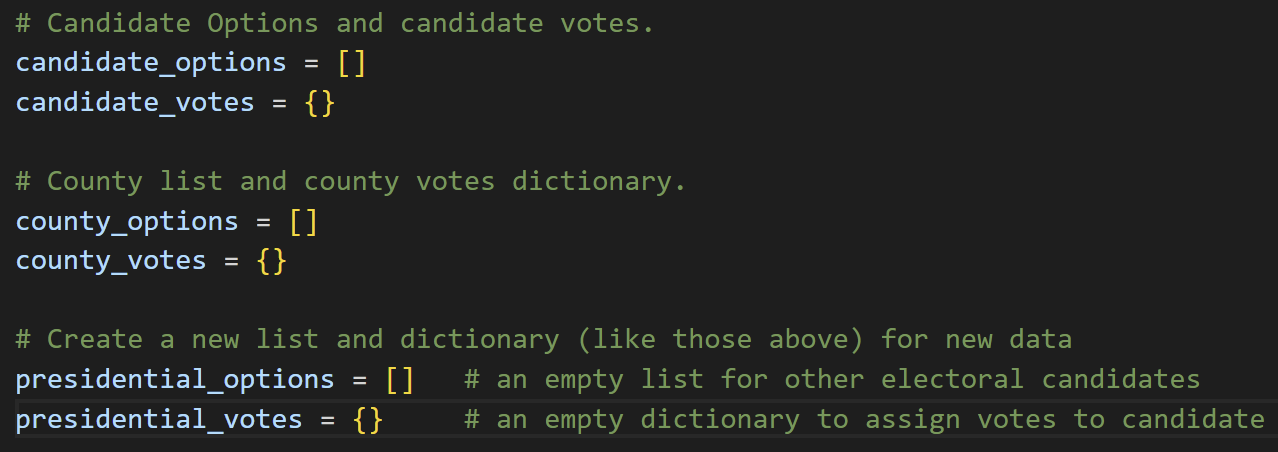 # Candidate Options and candidate votes.
candidate_options = []
candidate_votes = {}
# County list and county votes dictionary.
county_options = []
county_votes = {}
# Create a new list and dictionary (like those above) for new data
presidential_options = []   # an empty list for other electoral candidates
presidential_votes = {}     # an empty dictionary to assign votes to candidate